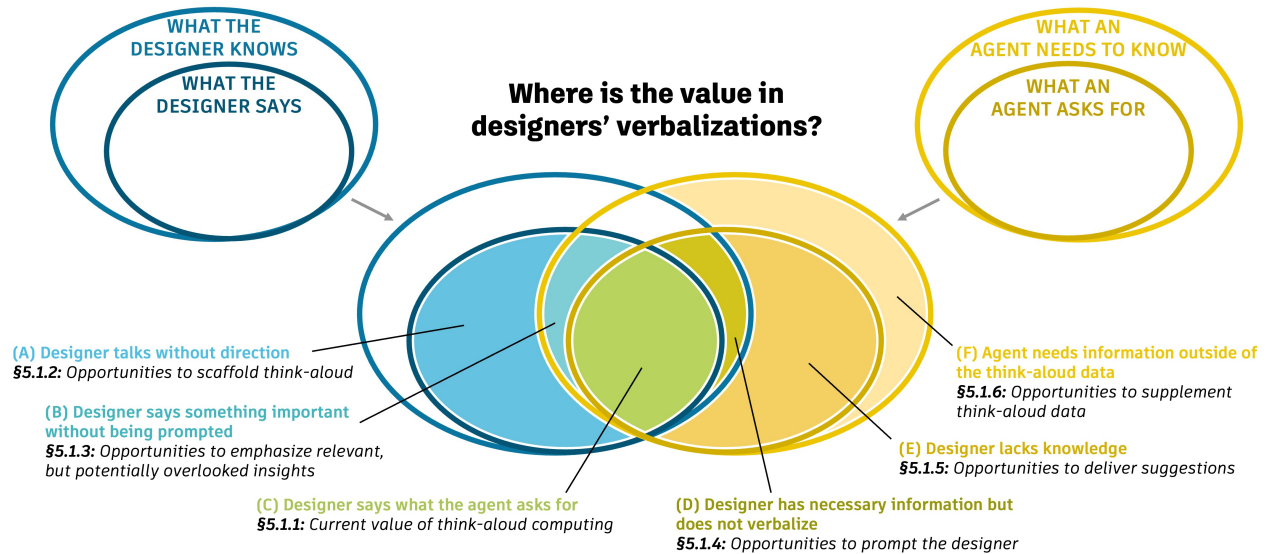 WHAT THE
DESIGNER KNOWS
WHAT THE
DESIGNER SAYS
WHAT AN
AGENT NEEDS TO KNOW
WHAT AN
AGENT ASKS FOR
Where is the value in
designers’ verbalizations?
(A) Designer talks without direction
§5.1.2: Opportunities to scaffold think-aloud
(B) Designer says something important
without being prompted
§5.1.3: Opportunities to emphasize relevant,
but potentially overlooked insights
(C) Designer says what the agent asks for
§5.1.1: Current value of think-aloud computing
(D) Designer has necessary information but
does not verbalize
§5.1.4: Opportunities to prompt the designer
(E) Designer lacks knowledge
§5.1.5: Opportunities to deliver suggestions
(F) Agent needs information outside of
the think-aloud data
§5.1.6: Opportunities to supplement
think-aloud data